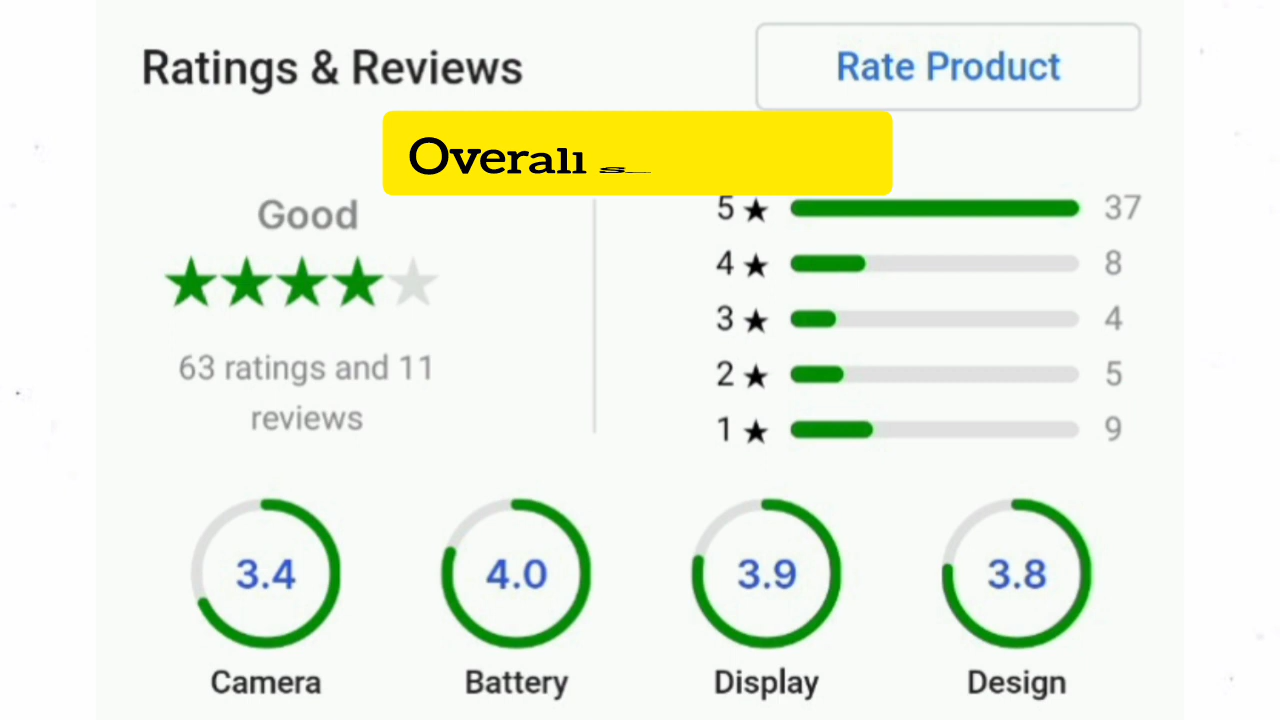 Ratings & Reviews
Rate Product
Overall
Good
63 ratings and 11
reviews
5 ★ 37
4 ★ 8
3 ★ 4
2 ★ 5
1 ★ 9
3.4 4.0 3.9 3.8
Camera Battery Display Design